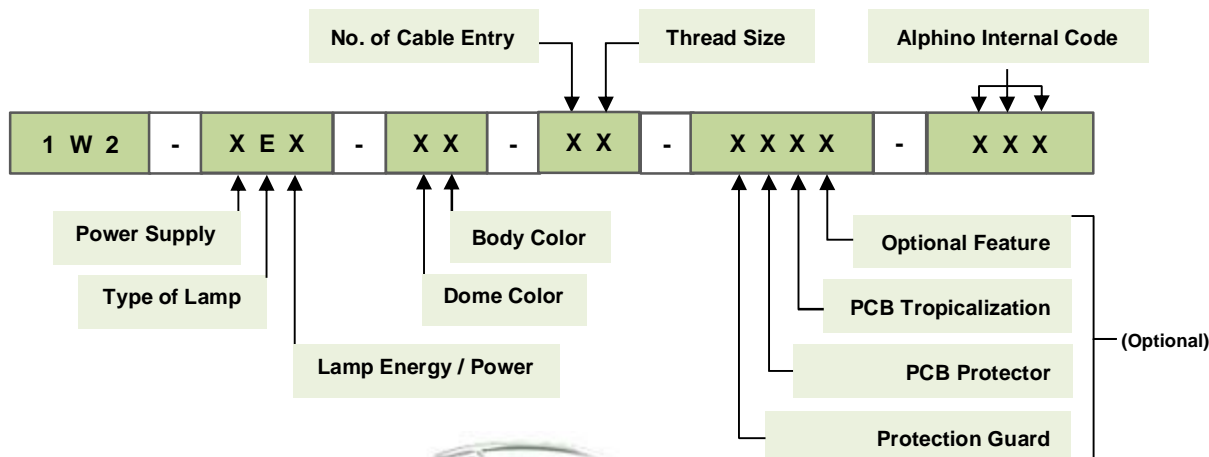 No. of Cable Entry
Thread Size
Alphino Internal Code
1 W 2 - X E X - X X - X X - X X X X - X X X
Power Supply
Body Color
Optional Feature
Type of Lamp
Dome Color
PCB Tropicalization
(Optional)
Lamp Energy / Power
PCB Protector
Protection Guard